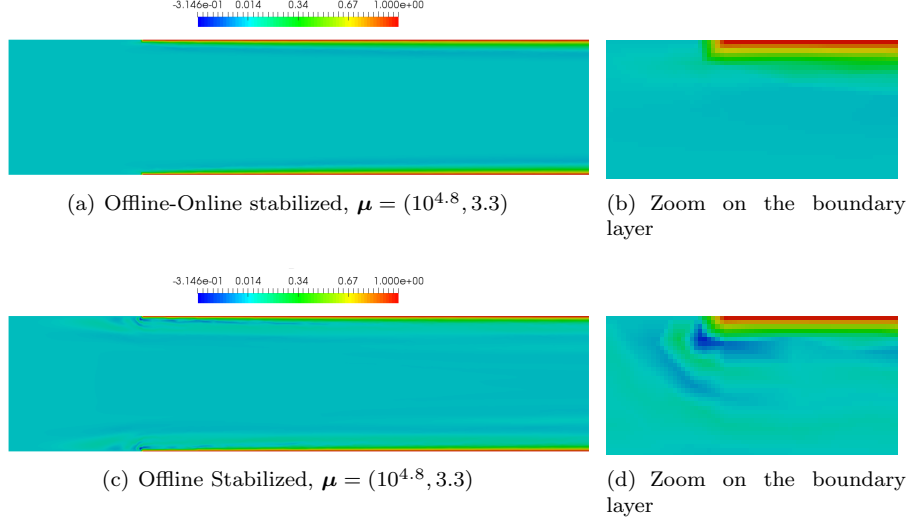 -3.146e-01 0.014 0.34 0.67 1.000e+00
(a) Offline-Online stabilized, μ = (10^4.8, 3.3)
(b) Zoom on the boundary
layer
-3.146e-01 0.014 0.34 0.67 1.000e+00
(c) Offline Stabilized, μ = (10^4.8, 3.3)
(d) Zoom on the boundary
layer